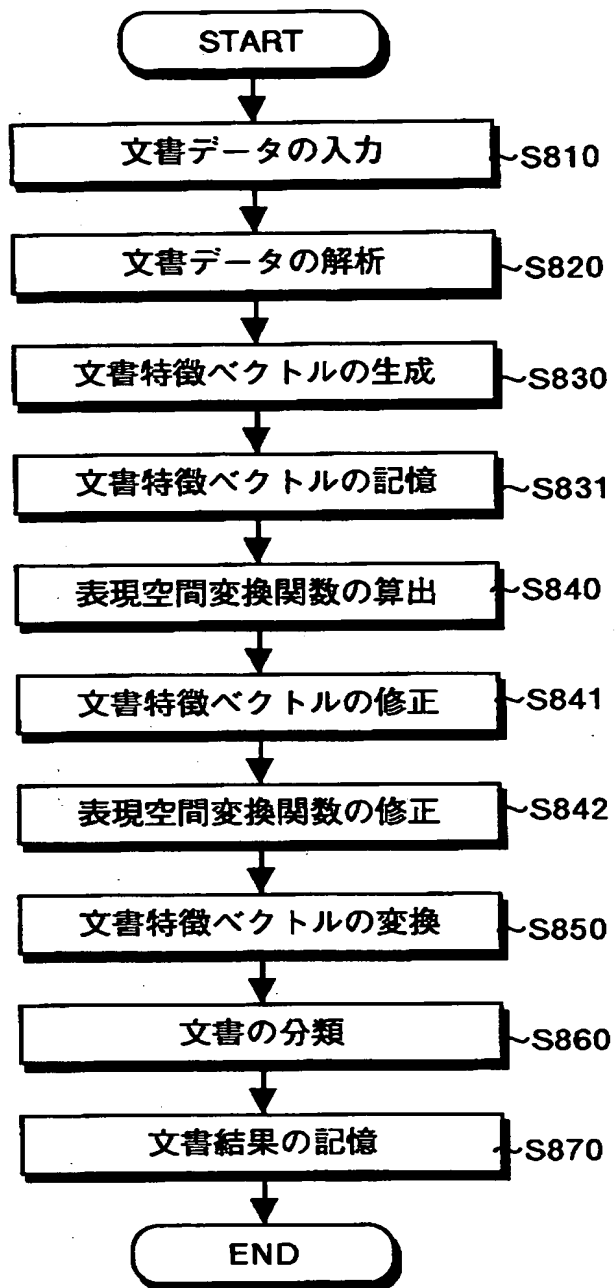 START
文書データの入力 ~S810
文書データの解析 ~S820
文書特徴ベクトルの生成 ~S830
文書特徴ベクトルの記憶 ~S831
表現空間変換関数の算出 ~S840
文書特徴ベクトルの修正 ~S841
表現空間変換関数の修正 ~S842
文書特徴ベクトルの変換 ~S850
文書の分類 ~S860
文書結果の記憶 ~S870
END